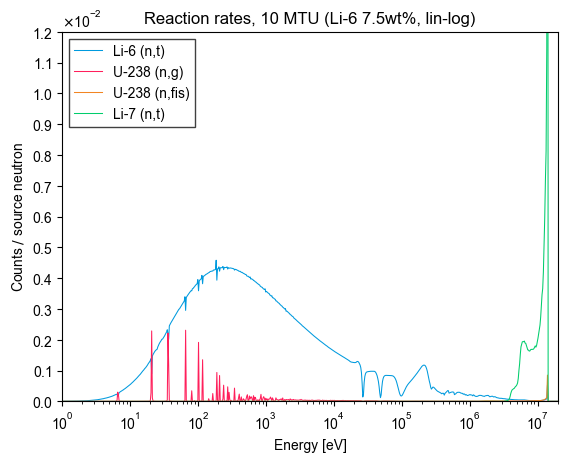 Reaction rates, 10 MTU (Li-6 7.5wt%, lin-log)
×10⁻²
1.2
1.1
1.0
0.9
0.8
0.7
0.6
0.5
0.4
0.3
0.2
0.1
0.0
Counts / source neutron
Li-6 (n,t)
U-238 (n,g)
U-238 (n,fis)
Li-7 (n,t)
10⁰ 10¹ 10² 10³ 10⁴ 10⁵ 10⁶ 10⁷
Energy [eV]